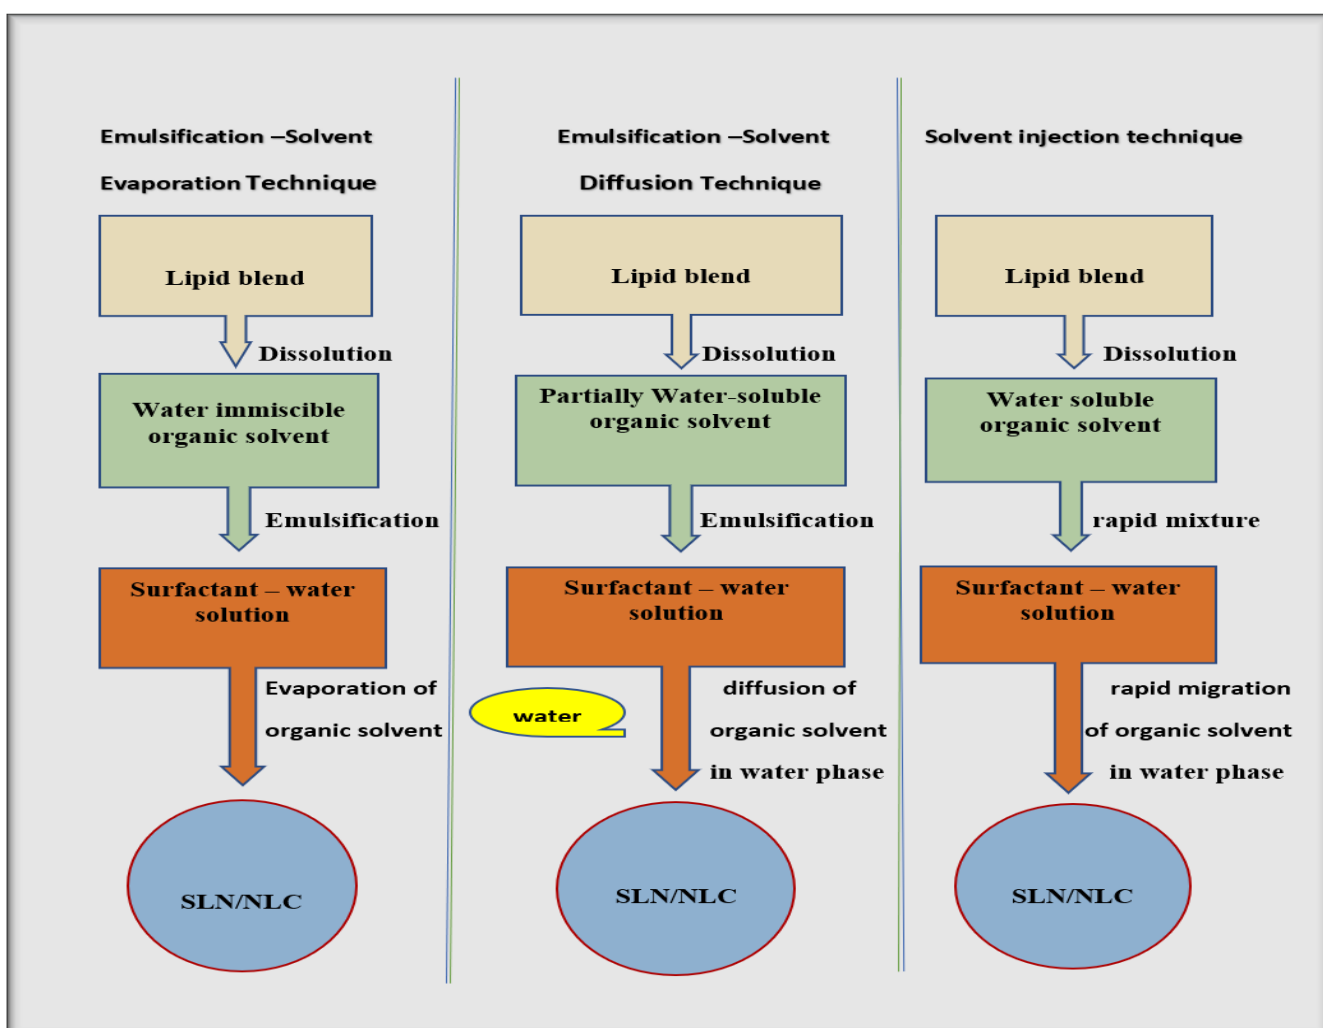 Emulsification –Solvent
Evaporation Technique
Lipid blend
Dissolution
Water immiscible
organic solvent
Emulsification
Surfactant – water
solution
Evaporation of
organic solvent
SLN/NLC
Emulsification –Solvent
Diffusion Technique
Lipid blend
Dissolution
Partially Water-soluble
organic solvent
Emulsification
Surfactant – water
solution
water
diffusion of
organic solvent
in water phase
SLN/NLC
Solvent injection technique
Lipid blend
Dissolution
Water soluble
organic solvent
rapid mixture
Surfactant – water
solution
rapid migration
of organic solvent
in water phase
SLN/NLC